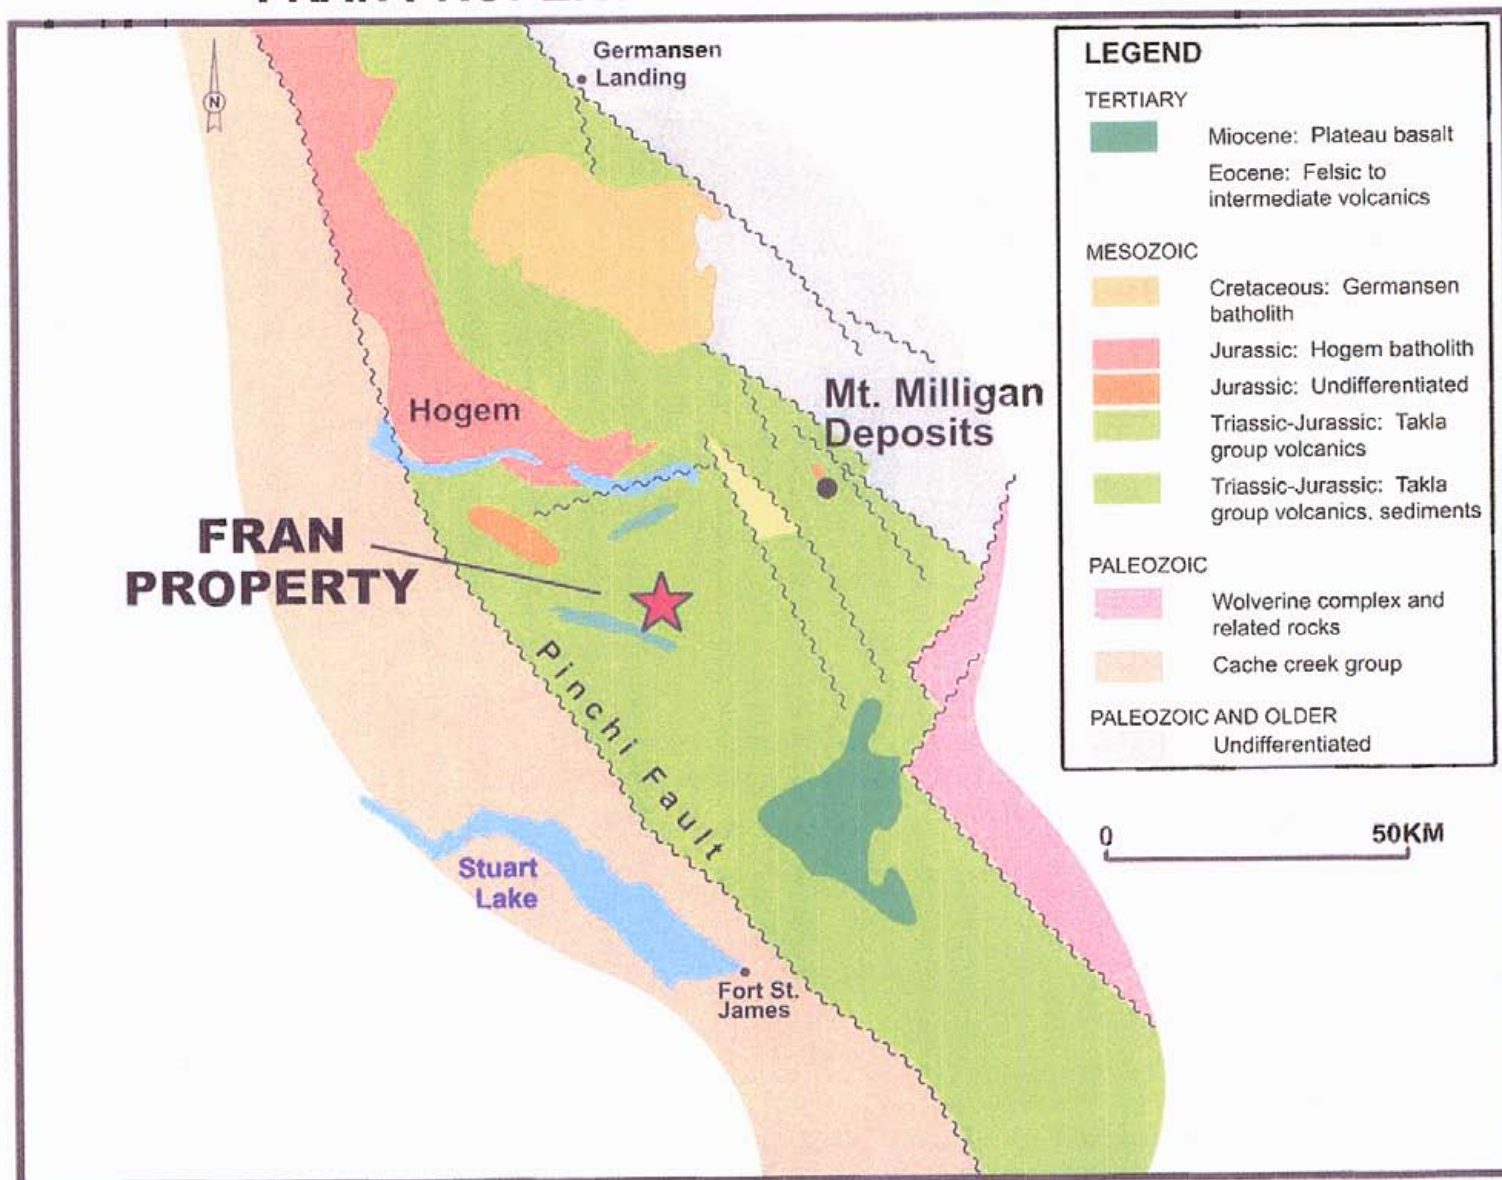 Germansen
Landing
N
Hogem
Mt. Milligan
Deposits
FRAN
PROPERTY
Pinchi Fault
Stuart
Lake
Fort St.
James
LEGEND
TERTIARY
Miocene: Plateau basalt
Eocene: Felsic to
intermediate volcanics
MESOZOIC
Cretaceous: Germansen
batholith
Jurassic: Hogem batholith
Jurassic: Undifferentiated
Triassic-Jurassic: Takla
group volcanics
Triassic-Jurassic: Takla
group volcanics, sediments
PALEOZOIC
Wolverine complex and
related rocks
Cache creek group
PALEOZOIC AND OLDER
Undifferentiated
0 50KM